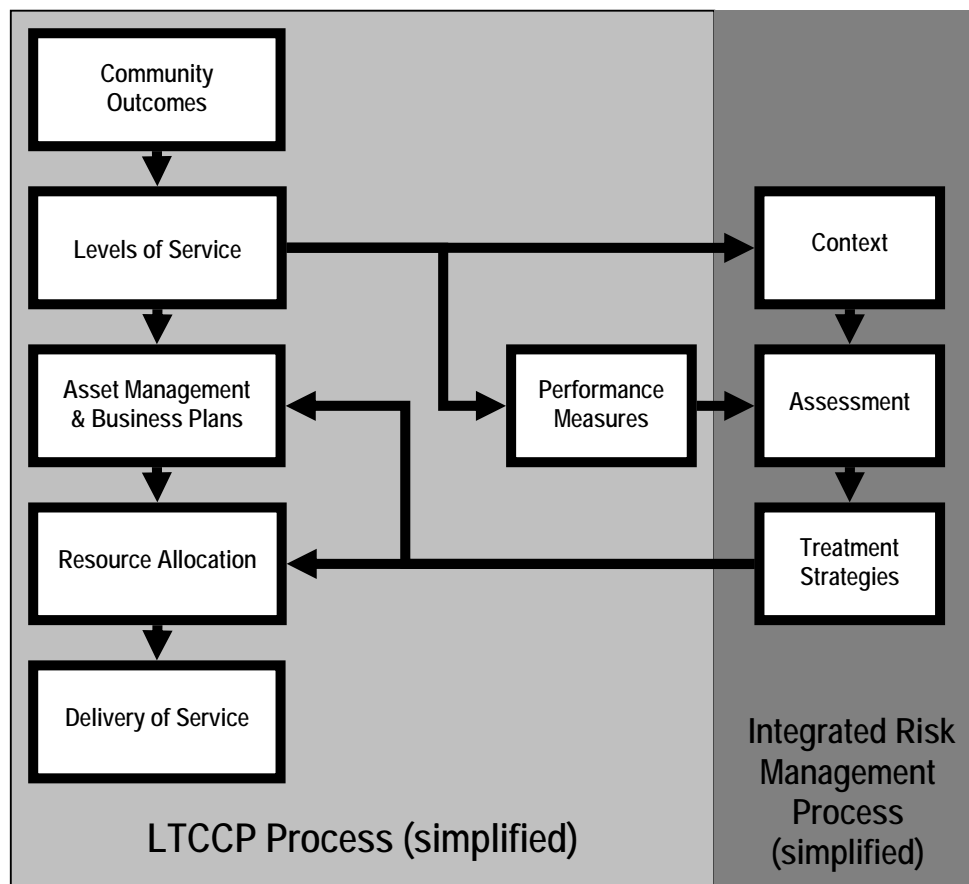 Community
Outcomes
Levels of Service
Context
Asset Management
& Business Plans
Performance
Measures
Assessment
Resource Allocation
Treatment
Strategies
Delivery of Service
LTCCP Process (simplified)
Integrated Risk
Management
Process
(simplified)